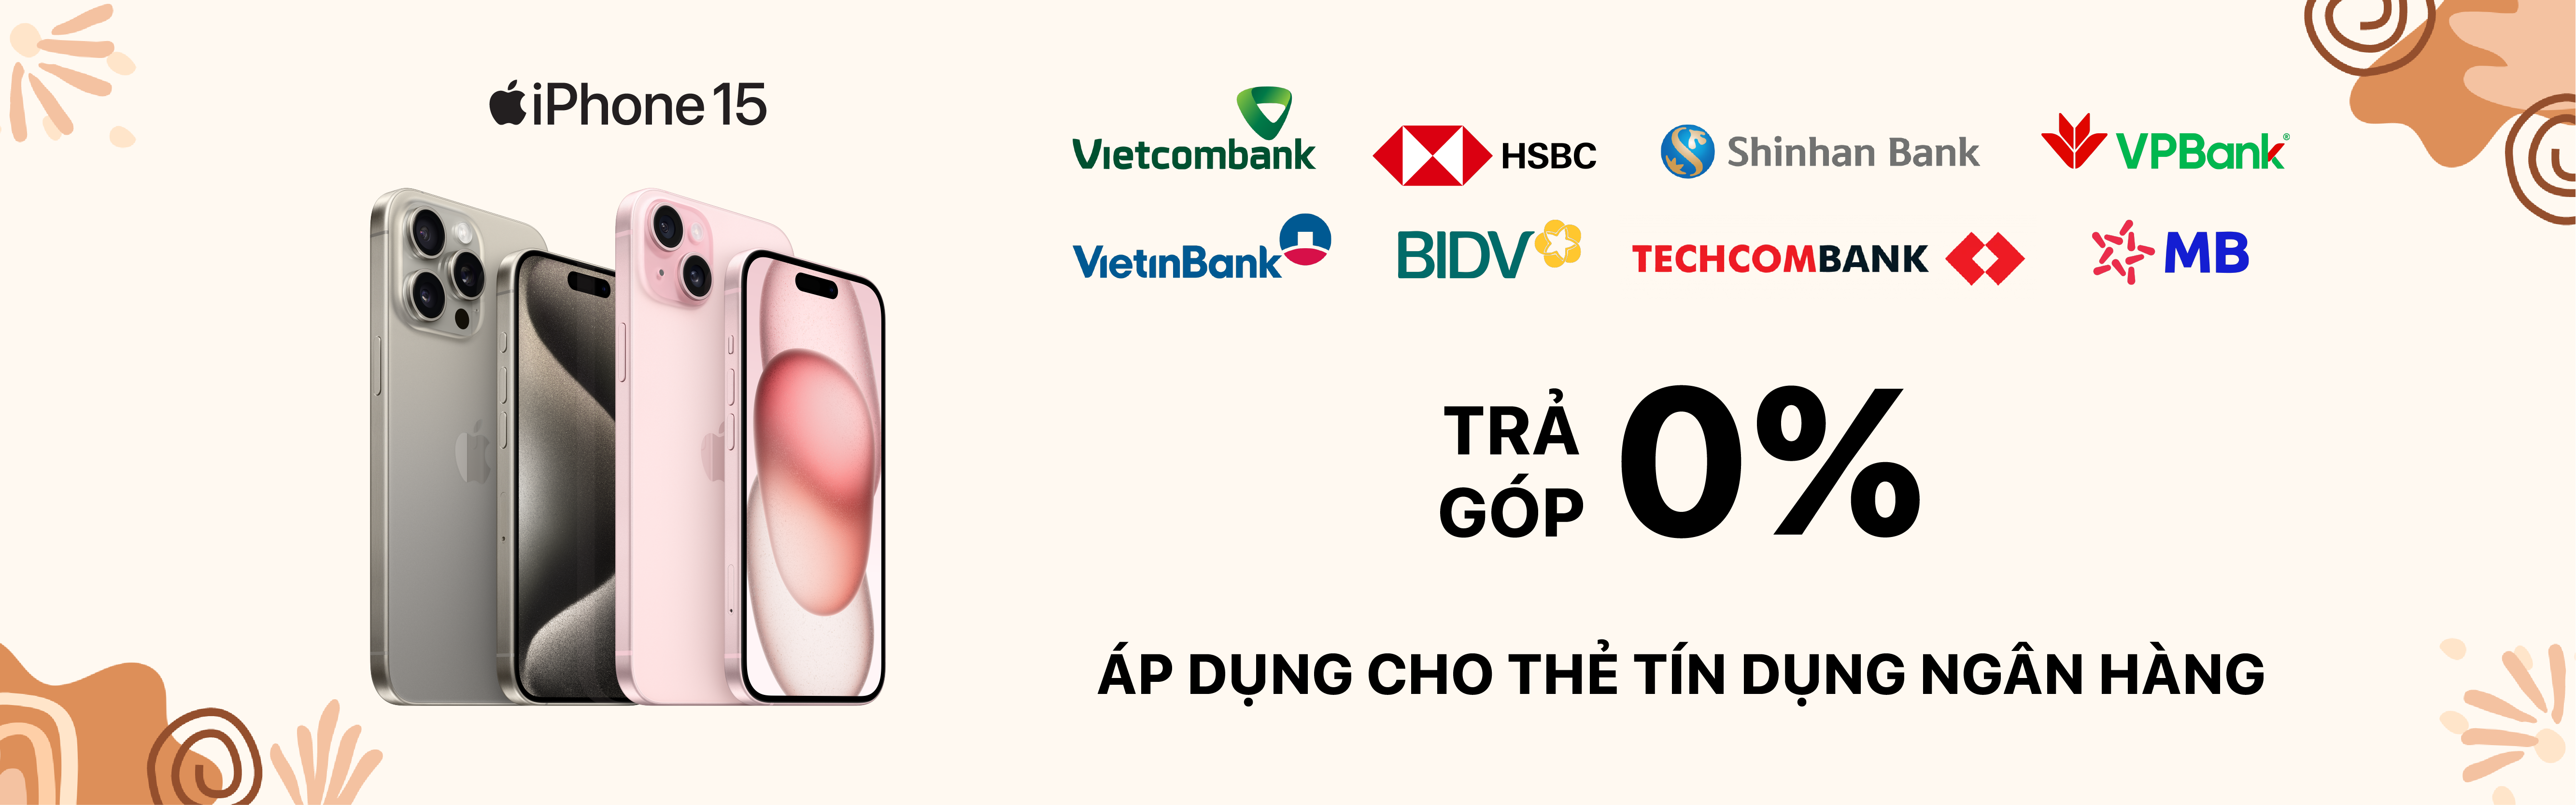 iPhone 15
Vietcombank
HSBC
Shinhan Bank
VPBank®
VietinBank
BIDV
TECHCOMBANK
MB
TRẢ
GÓP
0%
ÁP DỤNG CHO THẺ TÍN DỤNG NGÂN HÀNG